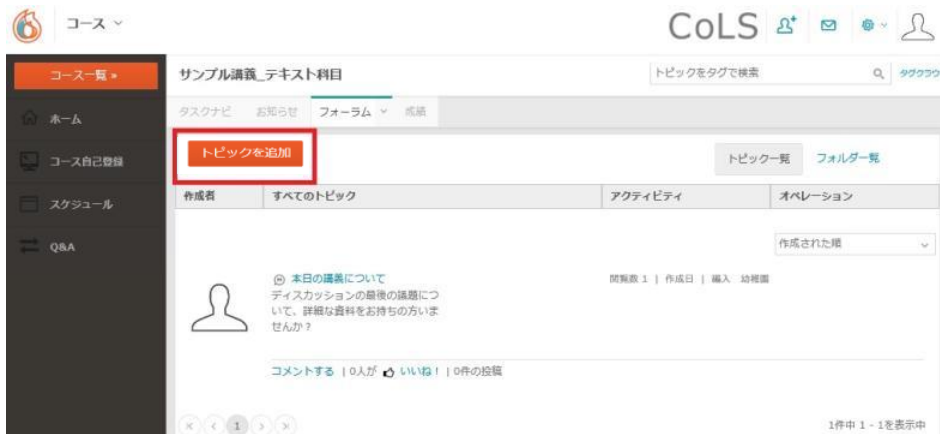 コース
CoLS
コース一覧 »
サンプル講義_テキスト科目
トピックをタグで検索
タグクラウ
ホーム
タスクナビ お知らせ フォーラム 成績
コース自己登録
トピックを追加
トピック一覧 フォルダ一覧
スケジュール
作成者 すべてのトピック アクティビティ オペレーション
Q&A
作成された順
本日の講義について
閲覧数 1 | 作成日 | 編入 幼稚園
ディスカッションの最後の議題につ
いて、詳細な資料をお持ちの方いま
せんか?
コメントする | 0人が いいね! | 0件の投稿
1
1件中 1 - 1を表示中